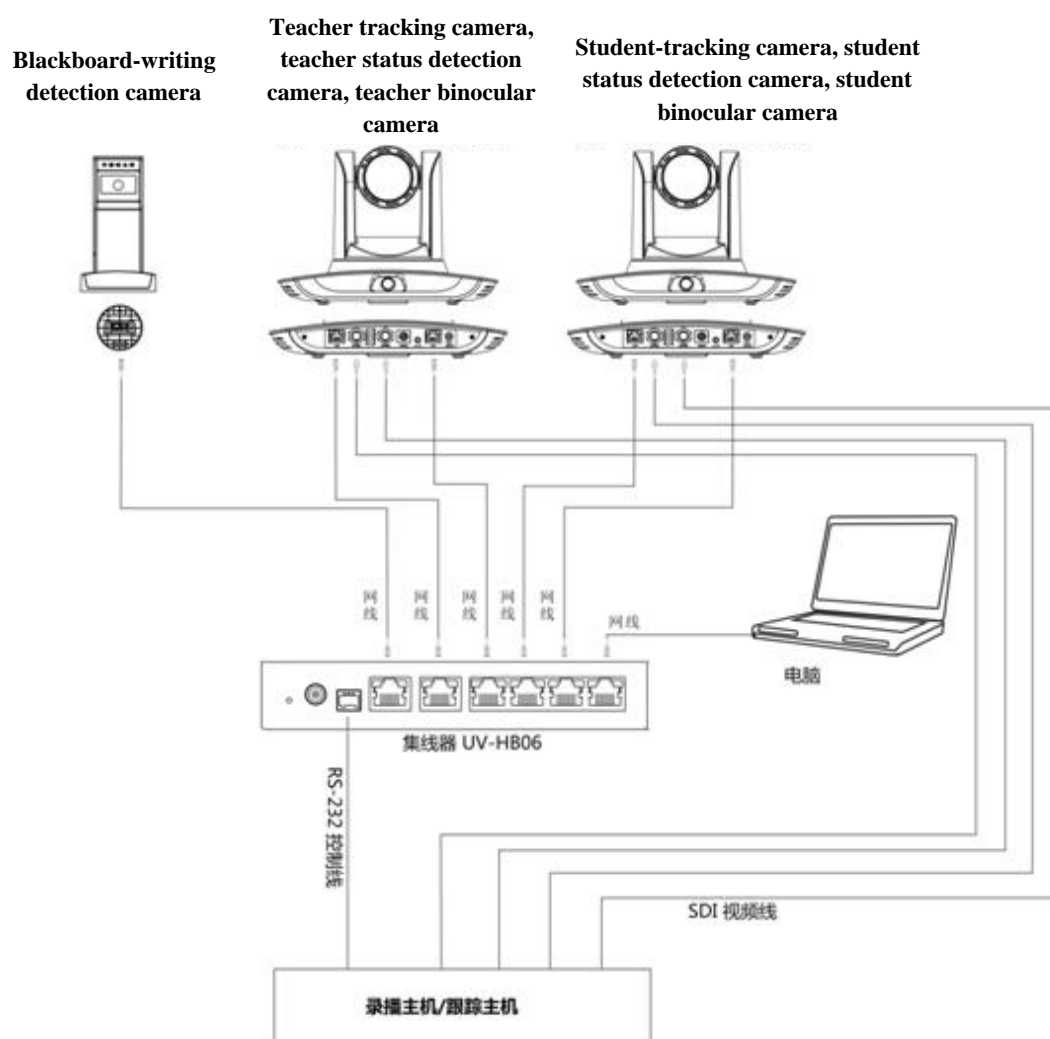 Blackboard-writing
detection camera
Teacher tracking camera,
teacher status detection
camera, teacher binocular
camera
Student-tracking camera, student
status detection camera, student
binocular camera
网线
网线
网线
网线
网线
网线
电脑
集线器 UV-HB06
RS-232 控制线
SDI 视频线
录播主机/跟踪主机